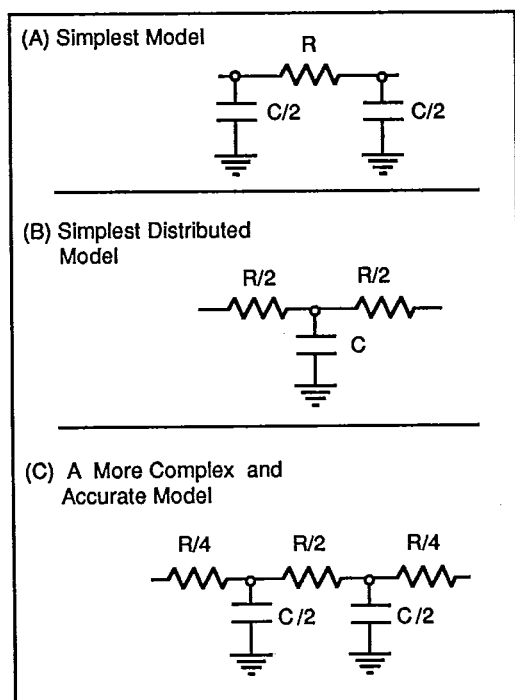 (A) Simplest Model
R
C/2
C/2
(B) Simplest Distributed
Model
R/2
R/2
C
(C) A More Complex and
Accurate Model
R/4
R/2
R/4
C/2
C/2